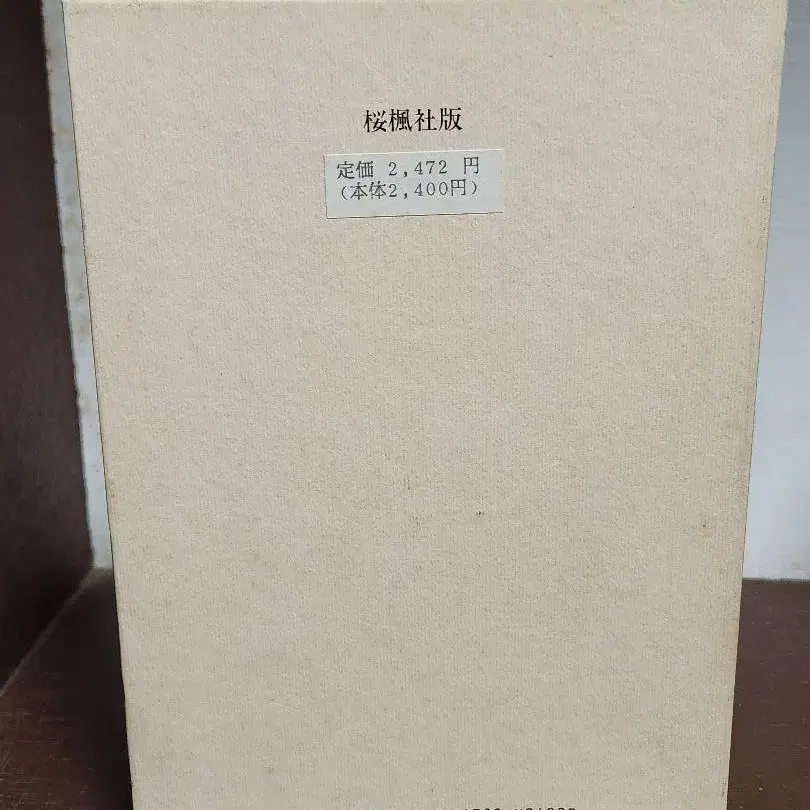 桜楓社版
定価 2,472 円
(本体2,400円)